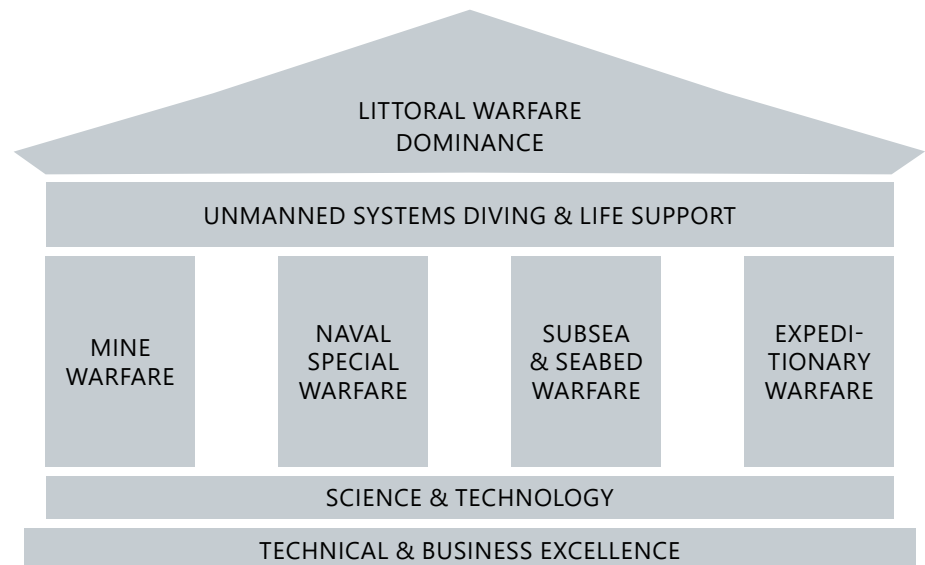 LITTORAL WARFARE
DOMINANCE
UNMANNED SYSTEMS DIVING & LIFE SUPPORT
MINE
WARFARE
NAVAL
SPECIAL
WARFARE
SUBSEA
& SEABED
WARFARE
EXPEDI-
TIONARY
WARFARE
SCIENCE & TECHNOLOGY
TECHNICAL & BUSINESS EXCELLENCE